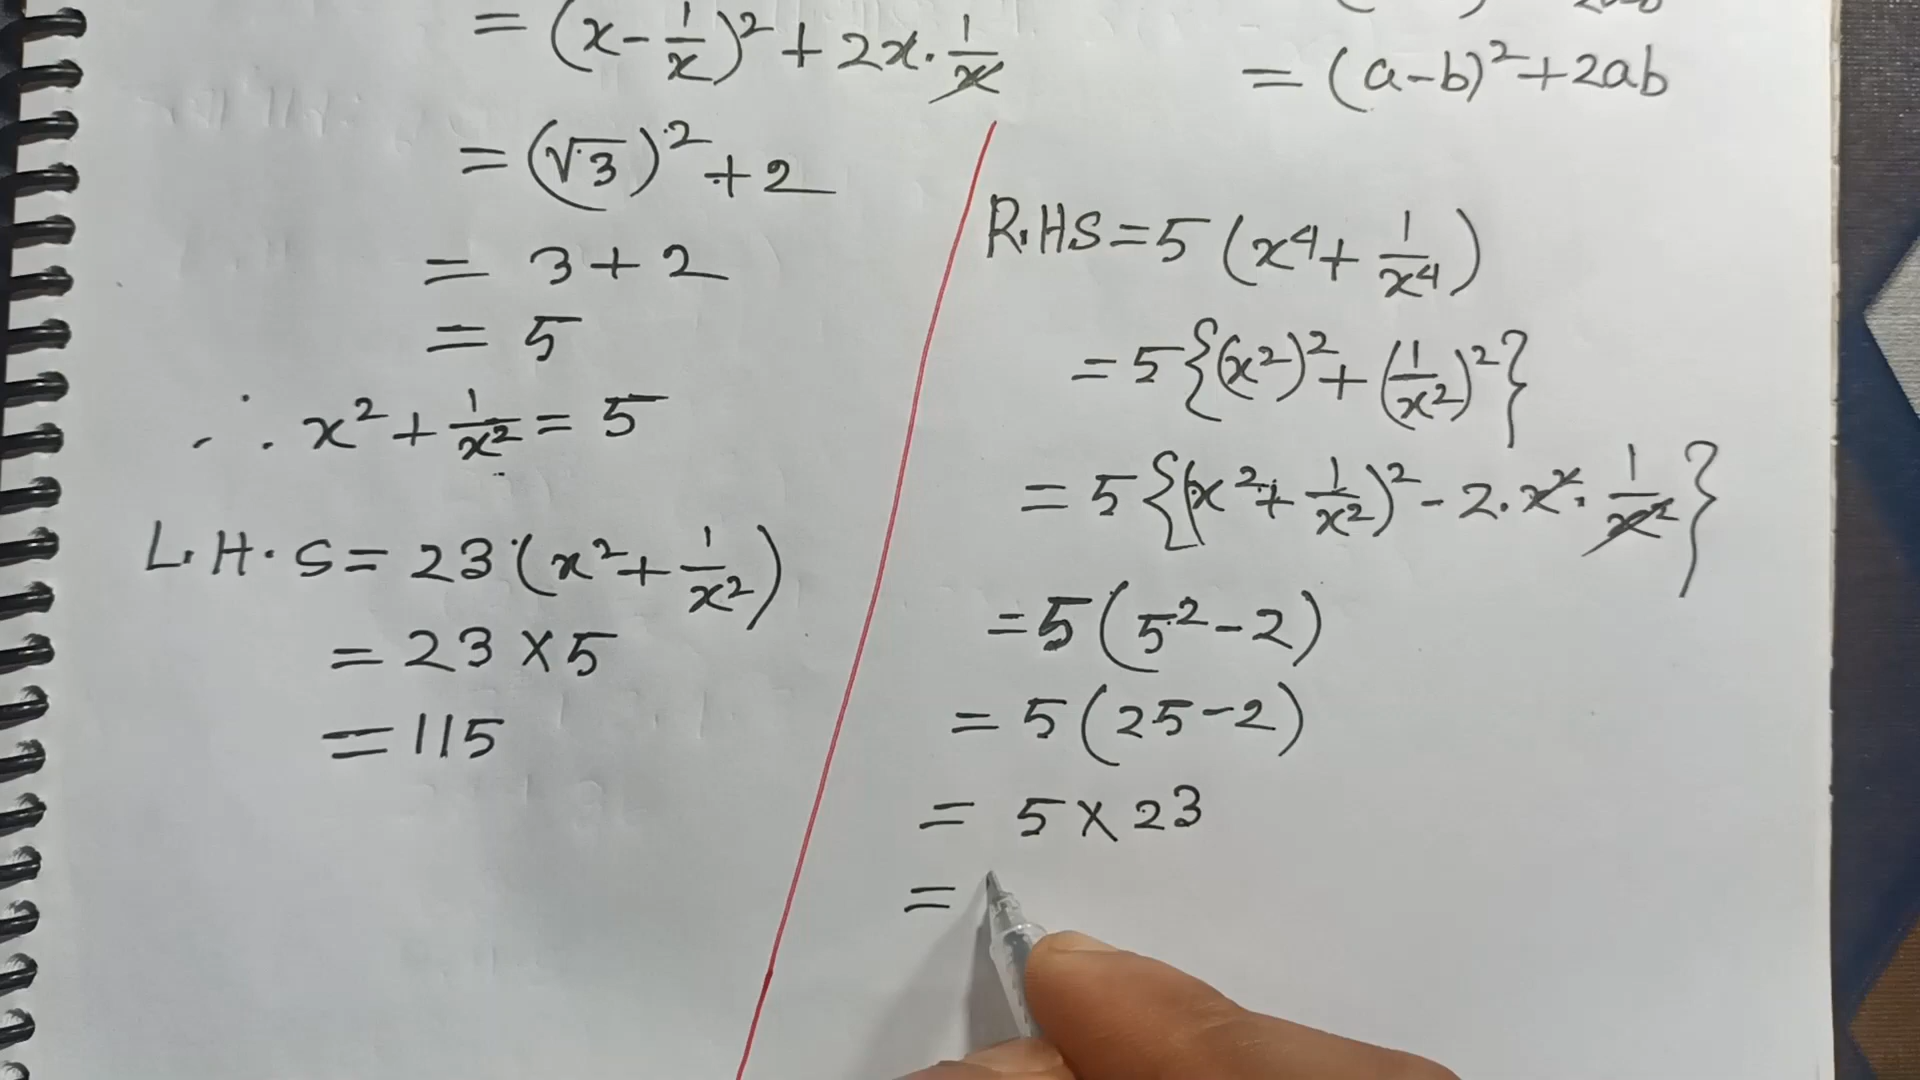 = (x - 1/x)² + 2x · 1/x
= (√3)² + 2
= 3 + 2
= 5
∴ x² + 1/x² = 5
L.H.S = 23 (x² + 1/x²)
= 23 × 5
= 115
= (a-b)² + 2ab
R.HS = 5 (x⁴ + 1/x⁴)
= 5 {(x²)² + (1/x²)²}
= 5 {(x² + 1/x²)² - 2 · x² · 1/x²}
= 5 (5² - 2)
= 5 (25 - 2)
= 5 × 23
=